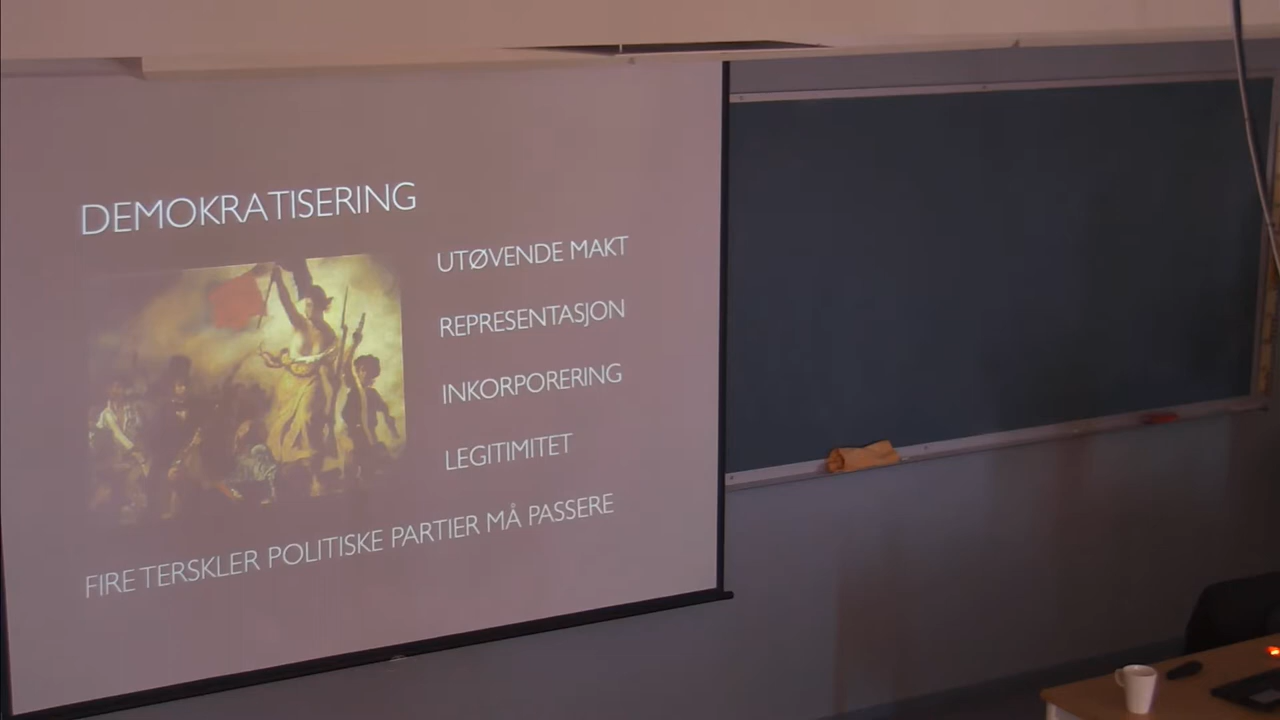 DEMOKRATISERING
UTØVENDE MAKT
REPRESENTASJON
INKORPORERING
LEGITIMITET
FIRE TERSKLER POLITISKE PARTIER MÅ PASSERE